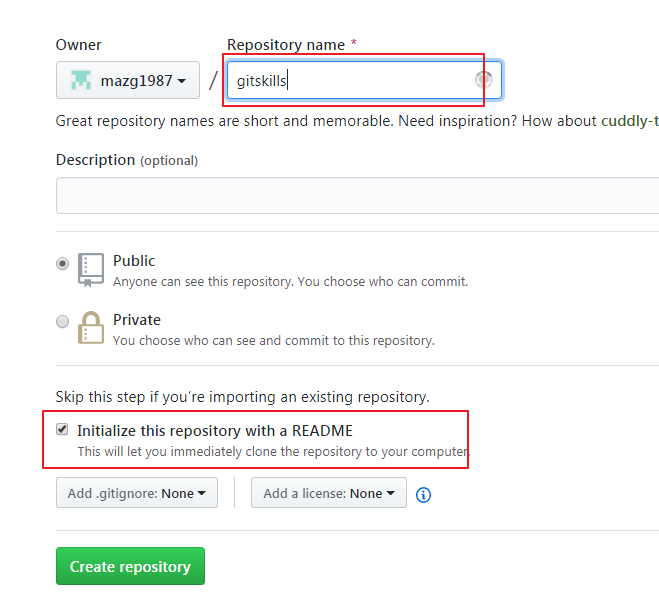 Owner
Repository name *
mazg1987 / gitskills
Great repository names are short and memorable. Need inspiration? How about cuddly-t
Description (optional)
Public
Anyone can see this repository. You choose who can commit.
Private
You choose who can see and commit to this repository.
Skip this step if you're importing an existing repository.
Initialize this repository with a README
This will let you immediately clone the repository to your computer.
Add .gitignore: None
Add a license: None
Create repository